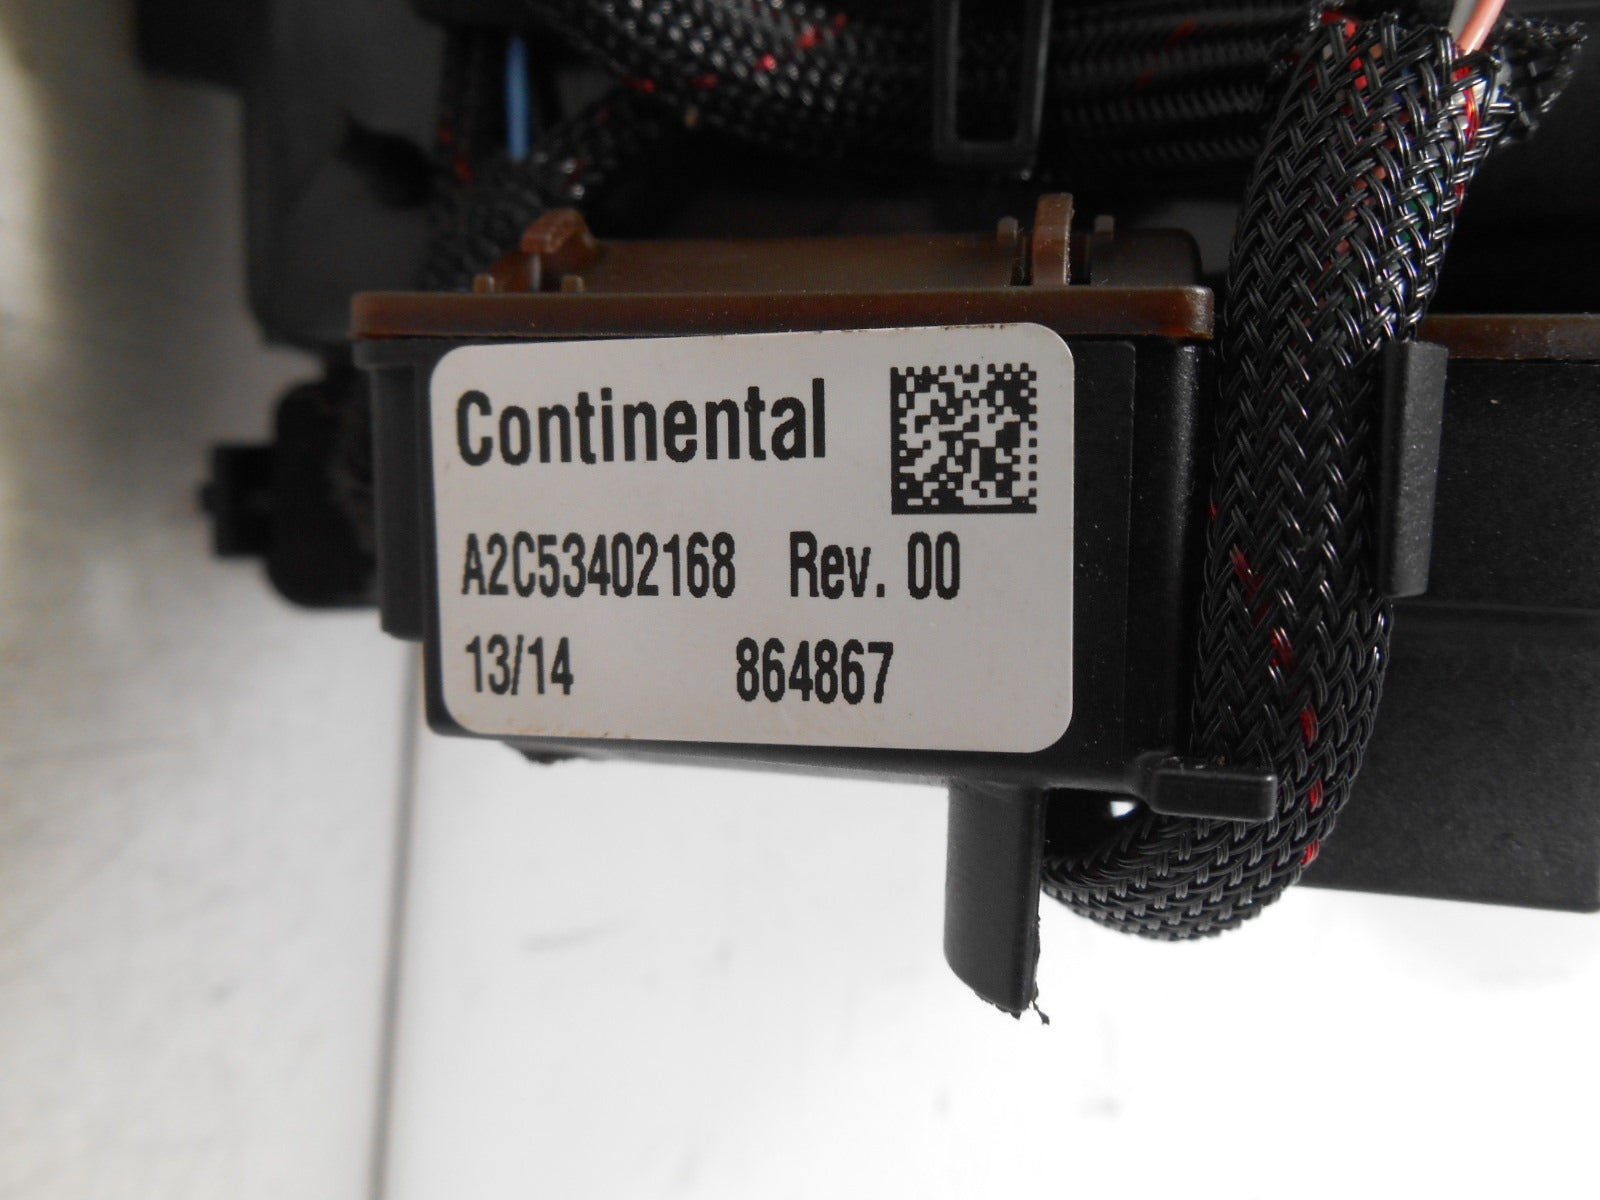 Continental
A2C53402168 Rev. 00
13/14 864867